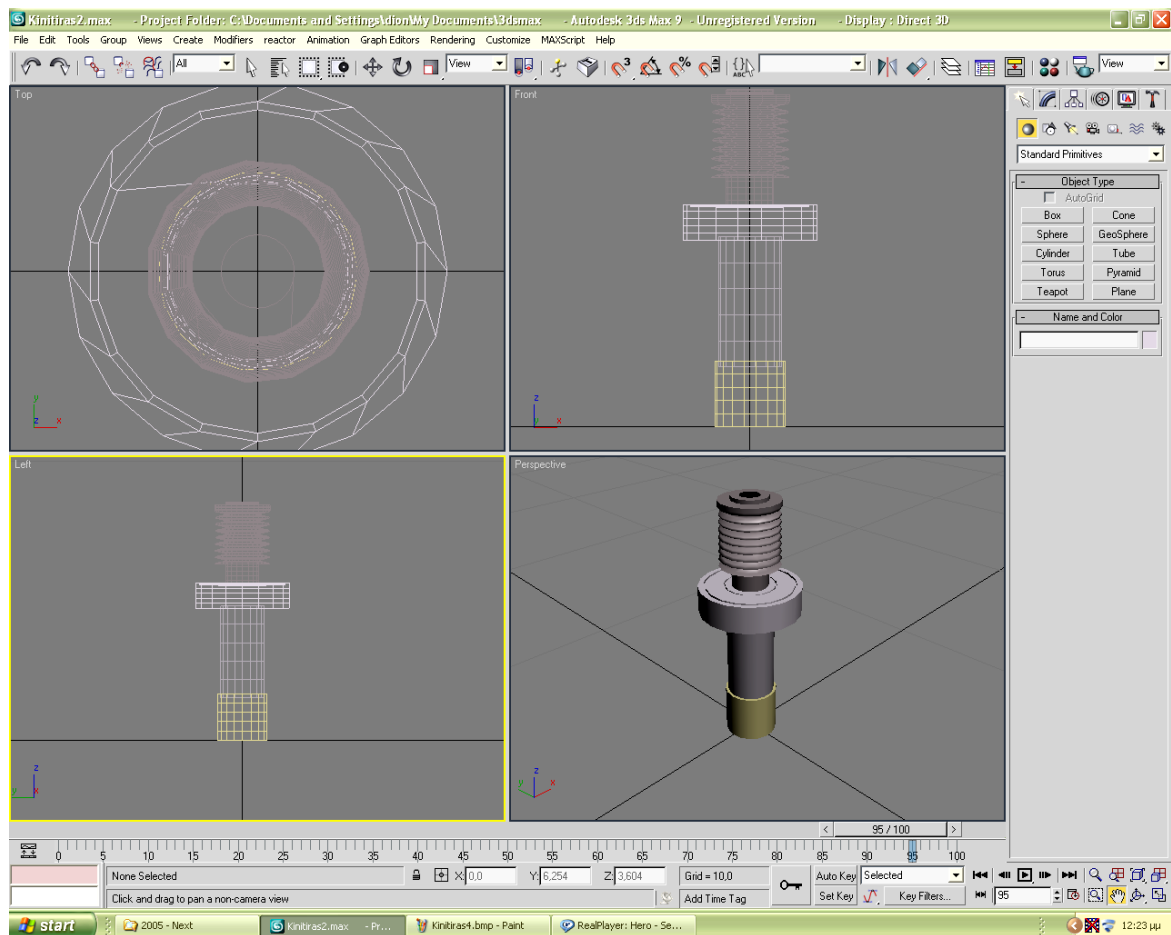 Kinitiras2.max - Project Folder: C:\Documents and Settings\dion\My Documents\3dsmax - Autodesk 3ds Max 9 - Unregistered Version - Display : Direct 3D
File Edit Tools Group Views Create Modifiers reactor Animation Graph Editors Rendering Customize MAXScript Help
All View View
Top Front
Standard Primitives
- Object Type
AutoGrid
Box Cone
Sphere GeoSphere
Cylinder Tube
Torus Pyramid
Teapot Plane
- Name and Color
y z
z x x
Left Perspective
z z
y x y x
< 95 / 100 >
0 5 10 15 20 25 30 35 40 45 50 55 60 65 70 75 80 85 90 95 100
None Selected X: 0,0 Y: 6,254 Z: 3,604 Grid = 10,0 Auto Key Selected
Click and drag to pan a non-camera view Add Time Tag Set Key Key Filters... 95
start 2005 - Next Kinitiras2.max - Pr... Kinitiras4.bmp - Paint RealPlayer: Hero - Se... 12:23 μμ